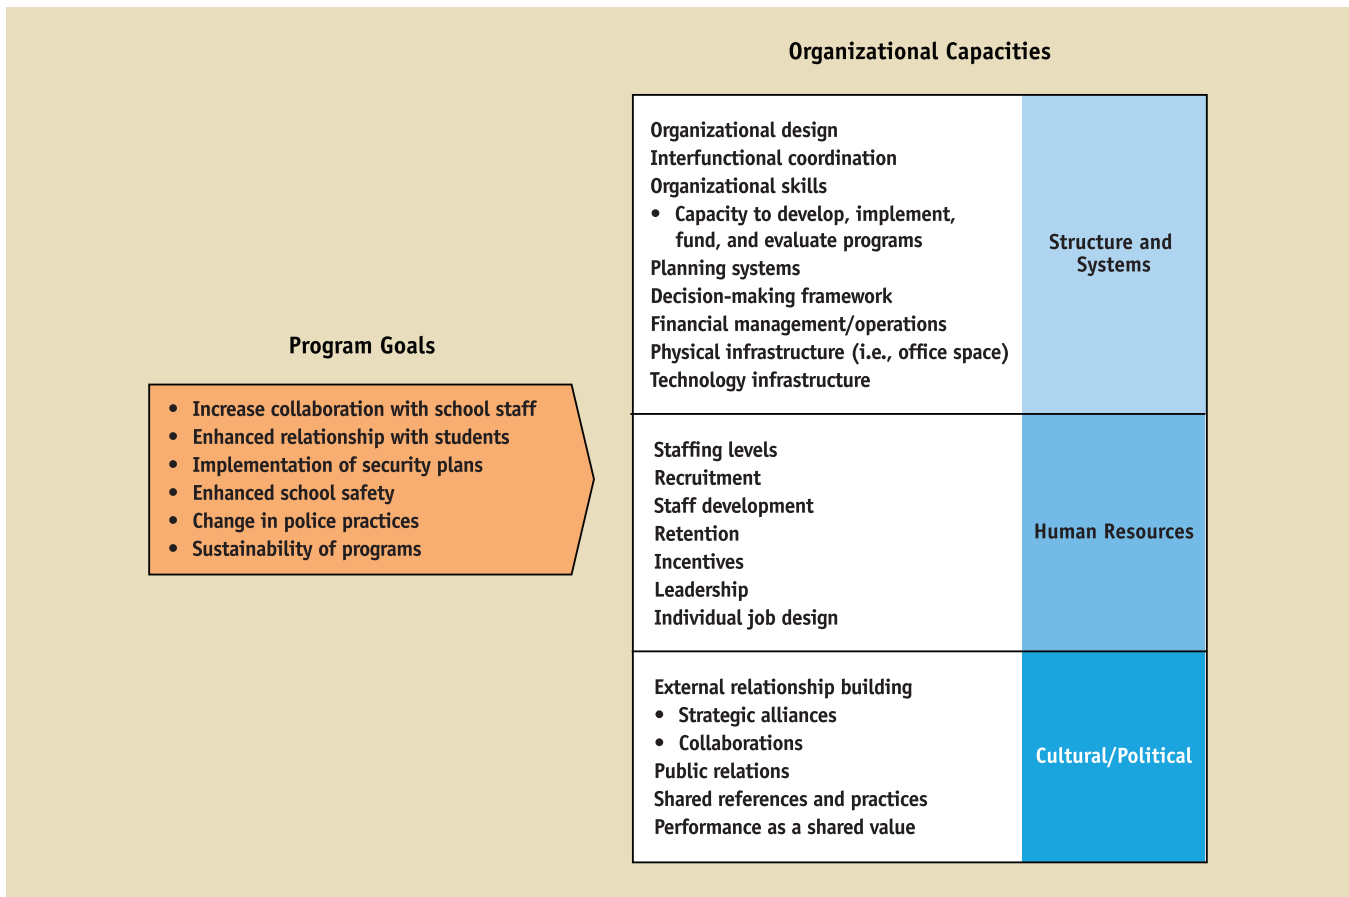 Organizational Capacities
Organizational design
Interfunctional coordination
Organizational skills
• Capacity to develop, implement,
fund, and evaluate programs
Planning systems
Decision-making framework
Financial management/operations
Physical infrastructure (i.e., office space)
Technology infrastructure
Structure and
Systems
Program Goals
• Increase collaboration with school staff
• Enhanced relationship with students
• Implementation of security plans
• Enhanced school safety
• Change in police practices
• Sustainability of programs
Staffing levels
Recruitment
Staff development
Retention
Incentives
Leadership
Individual job design
Human Resources
External relationship building
• Strategic alliances
• Collaborations
Public relations
Shared references and practices
Performance as a shared value
Cultural/Political